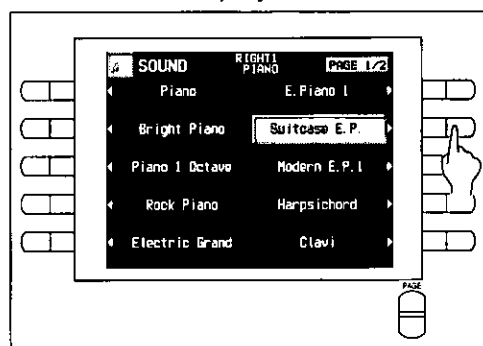 SOUND RIGHT1 PIANO PAGE 1/2
Piano E.Piano 1
Bright Piano Suitcase E.P.
Piano 1 Octave Modern E.P.1
Rock Piano Harpsichord
Electric Grand Clavi
PAGE